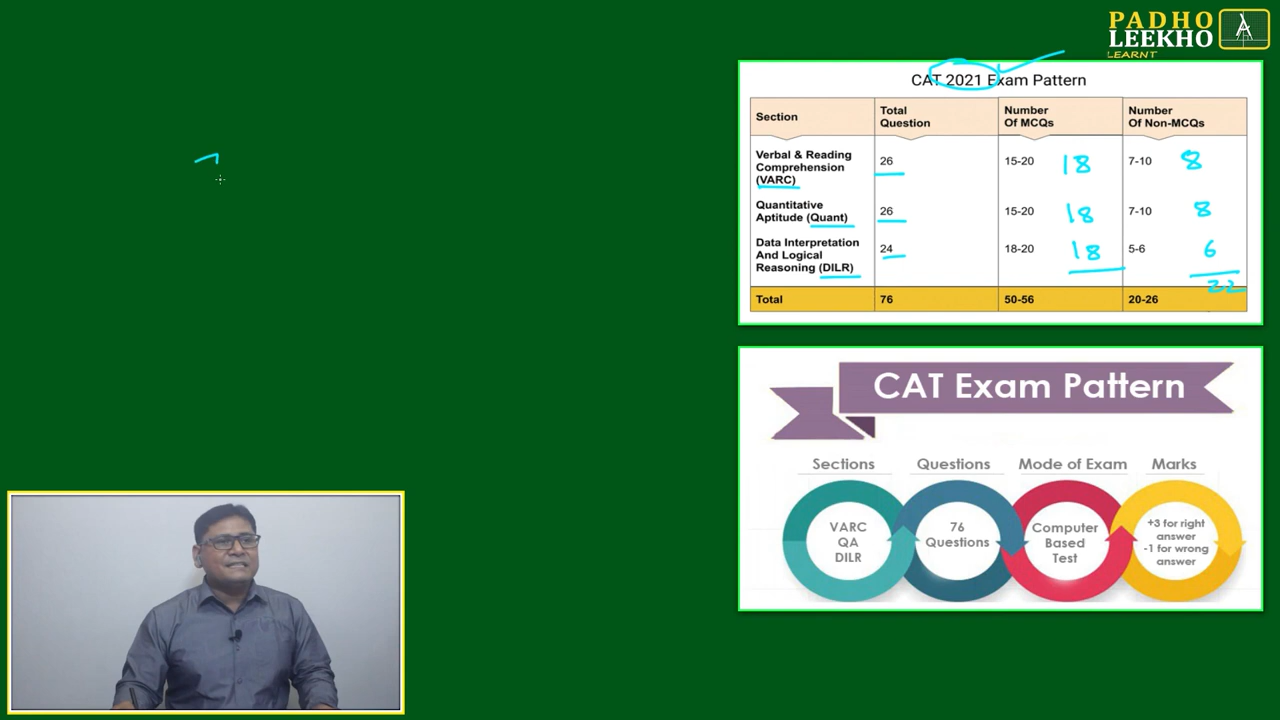 PADHO
LEEKHO
LEARNT
CAT 2021 Exam Pattern
Section Total Question Number Of MCQs Number Of Non-MCQs
Verbal & Reading Comprehension (VARC) 26 15-20 18 7-10 8
Quantitative Aptitude (Quant) 26 15-20 18 7-10 8
Data Interpretation And Logical Reasoning (DILR) 24 18-20 18 5-6 6
22
Total 76 50-56 20-26
CAT Exam Pattern
Sections Questions Mode of Exam Marks
VARC
QA
DILR
76
Questions
Computer
Based
Test
+3 for right
answer
-1 for wrong
answer